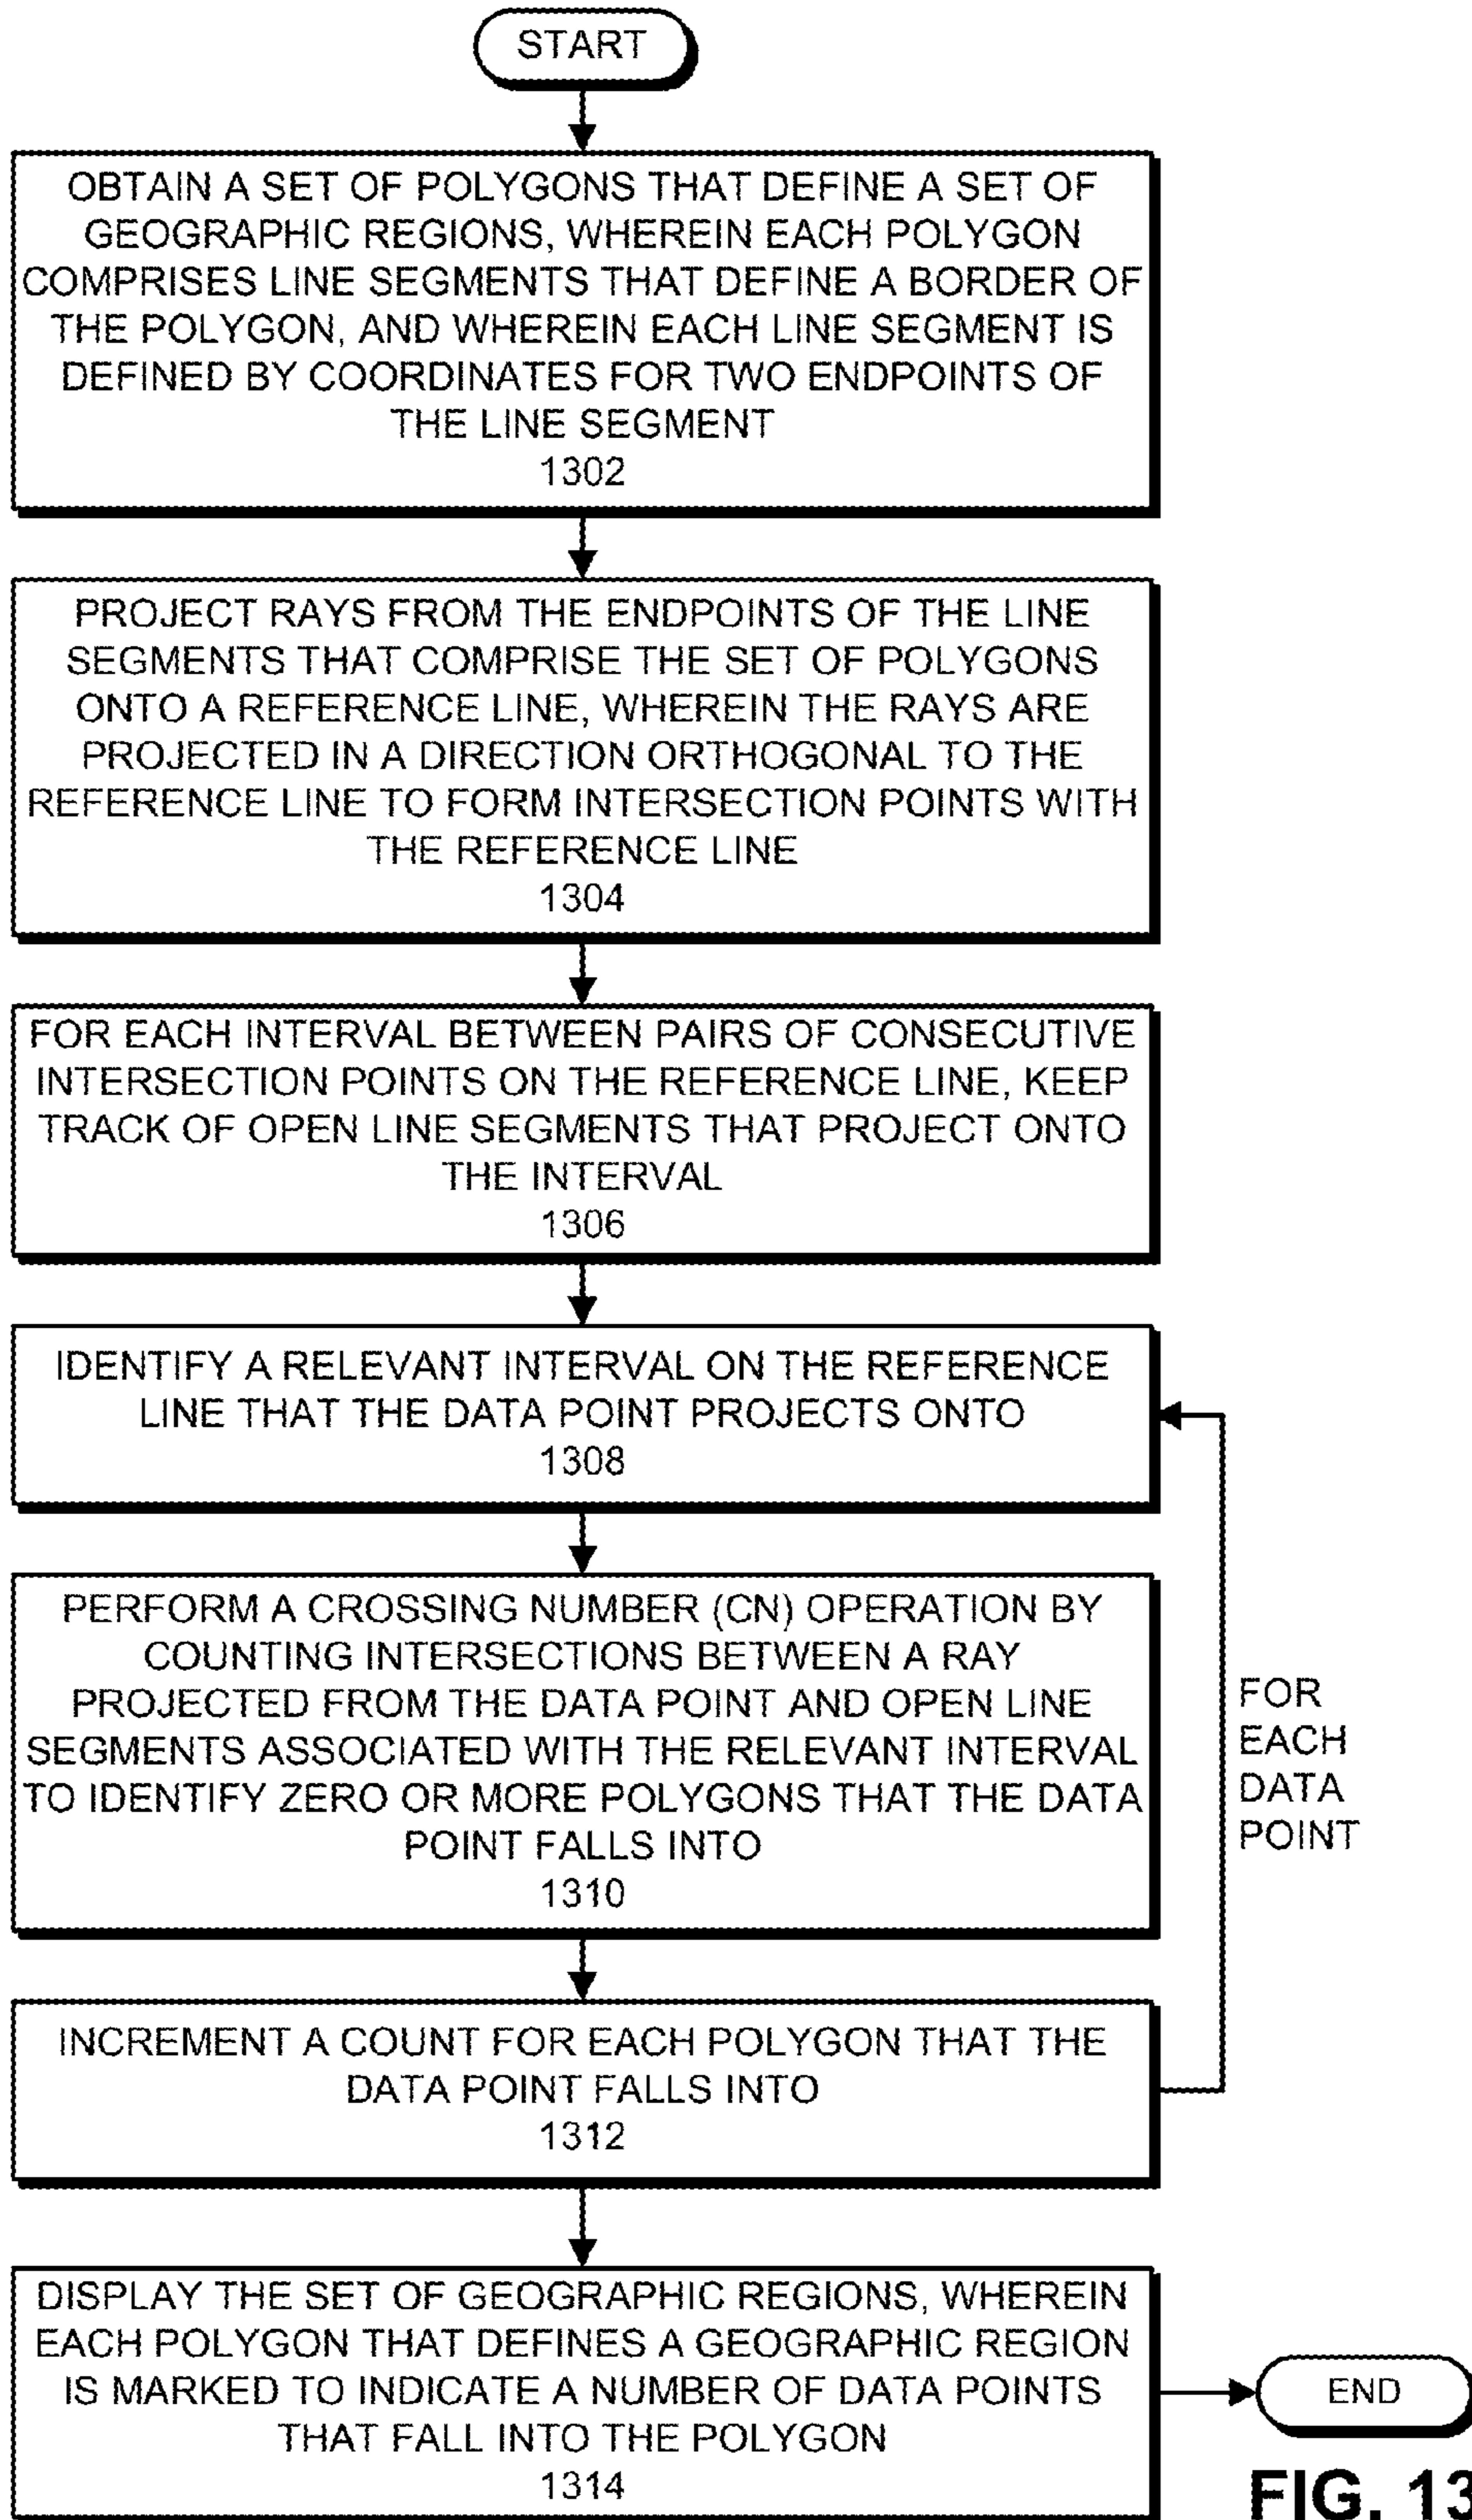 START
OBTAIN A SET OF POLYGONS THAT DEFINE A SET OF
GEOGRAPHIC REGIONS, WHEREIN EACH POLYGON
COMPRISES LINE SEGMENTS THAT DEFINE A BORDER OF
THE POLYGON, AND WHEREIN EACH LINE SEGMENT IS
DEFINED BY COORDINATES FOR TWO ENDPOINTS OF
THE LINE SEGMENT
1302
PROJECT RAYS FROM THE ENDPOINTS OF THE LINE
SEGMENTS THAT COMPRISE THE SET OF POLYGONS
ONTO A REFERENCE LINE, WHEREIN THE RAYS ARE
PROJECTED IN A DIRECTION ORTHOGONAL TO THE
REFERENCE LINE TO FORM INTERSECTION POINTS WITH
THE REFERENCE LINE
1304
FOR EACH INTERVAL BETWEEN PAIRS OF CONSECUTIVE
INTERSECTION POINTS ON THE REFERENCE LINE, KEEP
TRACK OF OPEN LINE SEGMENTS THAT PROJECT ONTO
THE INTERVAL
1306
IDENTIFY A RELEVANT INTERVAL ON THE REFERENCE
LINE THAT THE DATA POINT PROJECTS ONTO
1308
PERFORM A CROSSING NUMBER (CN) OPERATION BY
COUNTING INTERSECTIONS BETWEEN A RAY
PROJECTED FROM THE DATA POINT AND OPEN LINE
SEGMENTS ASSOCIATED WITH THE RELEVANT INTERVAL
TO IDENTIFY ZERO OR MORE POLYGONS THAT THE DATA
POINT FALLS INTO
1310
FOR
EACH
DATA
POINT
INCREMENT A COUNT FOR EACH POLYGON THAT THE
DATA POINT FALLS INTO
1312
DISPLAY THE SET OF GEOGRAPHIC REGIONS, WHEREIN
EACH POLYGON THAT DEFINES A GEOGRAPHIC REGION
IS MARKED TO INDICATE A NUMBER OF DATA POINTS
THAT FALL INTO THE POLYGON
1314
END
FIG. 13